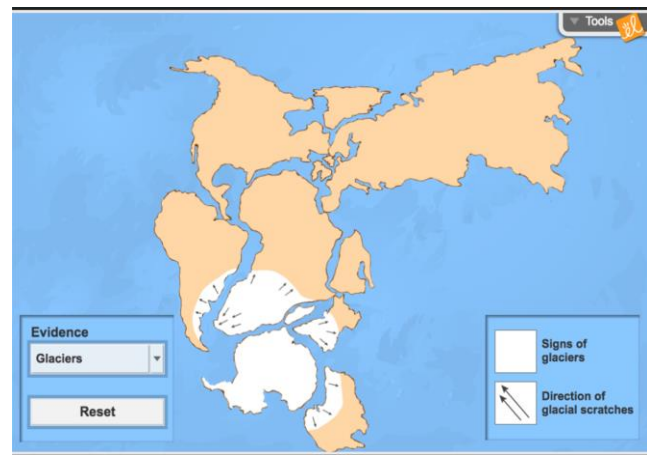 Tools
Evidence
Glaciers
Reset
Signs of
glaciers
Direction of
glacial scratches